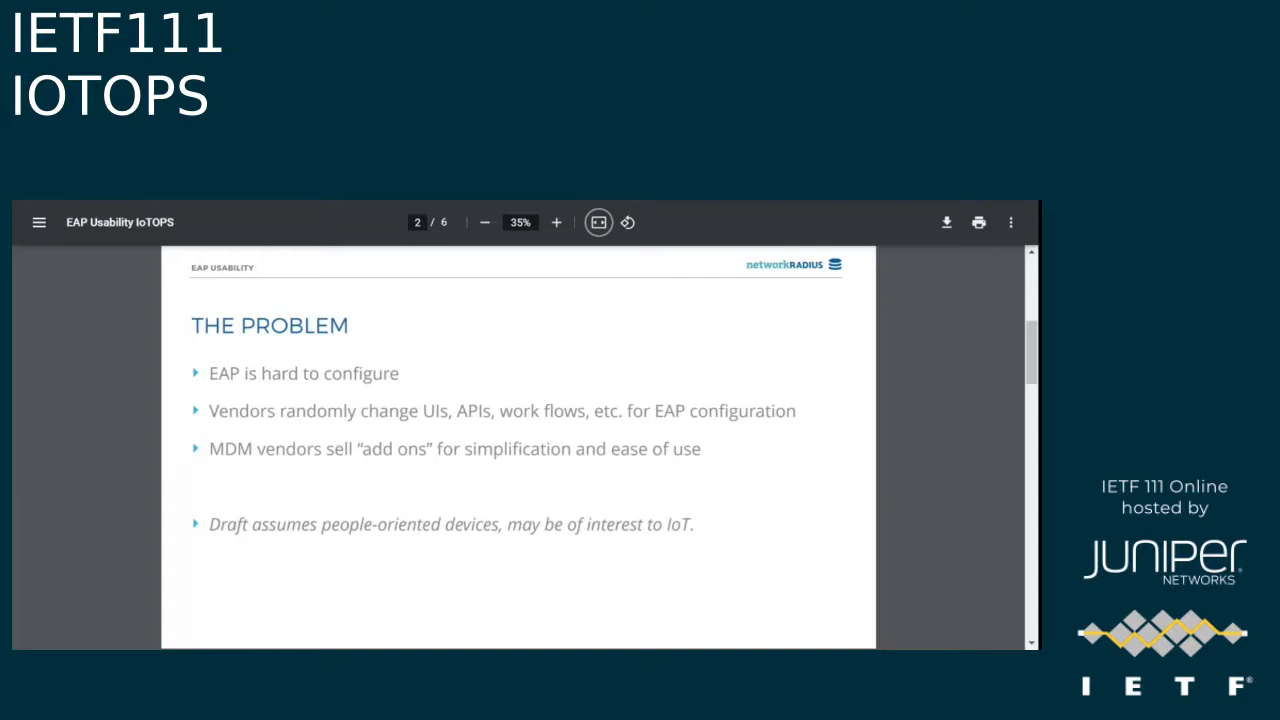 IETF111
IOTOPS
EAP Usability IoTOPS
2 / 6
35%
EAP USABILITY
networkRADIUS
THE PROBLEM
EAP is hard to configure
Vendors randomly change UIs, APIs, work flows, etc. for EAP configuration
MDM vendors sell “add ons” for simplification and ease of use
Draft assumes people-oriented devices, may be of interest to IoT.
IETF 111 Online
hosted by
JUNIPER
NETWORKS
I E T F®